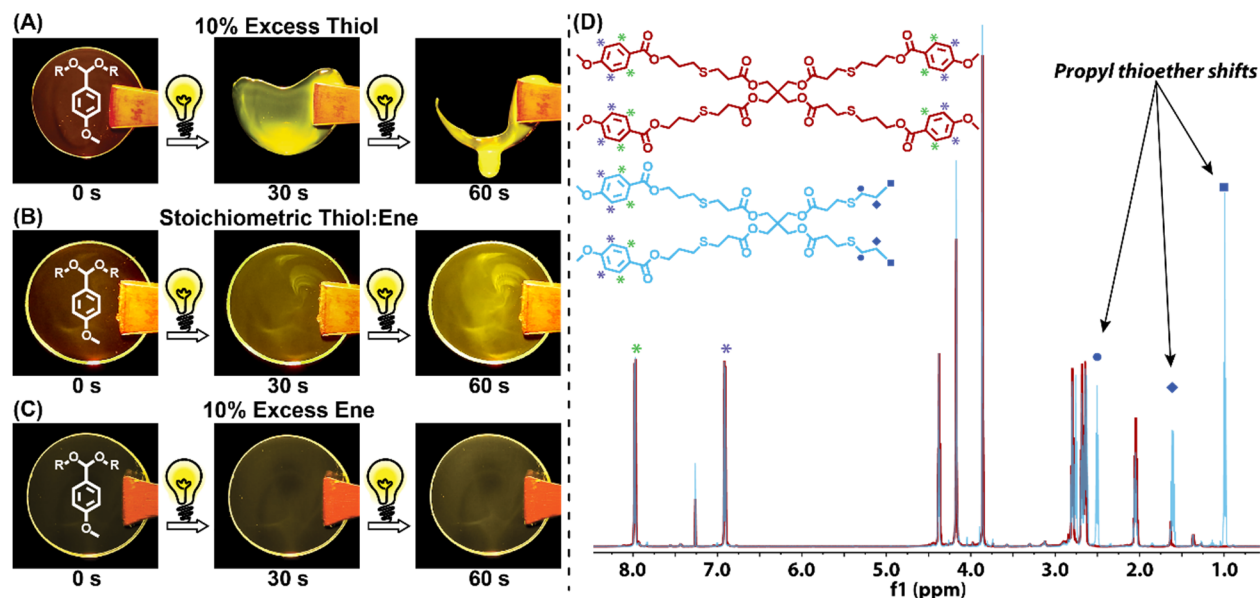 (A)
10% Excess Thiol
R O O R
O
0 s
30 s
60 s
(B)
Stoichiometric Thiol:Ene
R O O R
O
0 s
30 s
60 s
(C)
10% Excess Ene
R O O R
O
0 s
30 s
60 s
(D)
Propyl thioether shifts
O O S O O O O S O O O
O O S O O O O S O O O
O O S O O O O S
O O S O O O O S
* *
8.0 7.0 6.0 5.0 4.0 3.0 2.0 1.0
f1 (ppm)